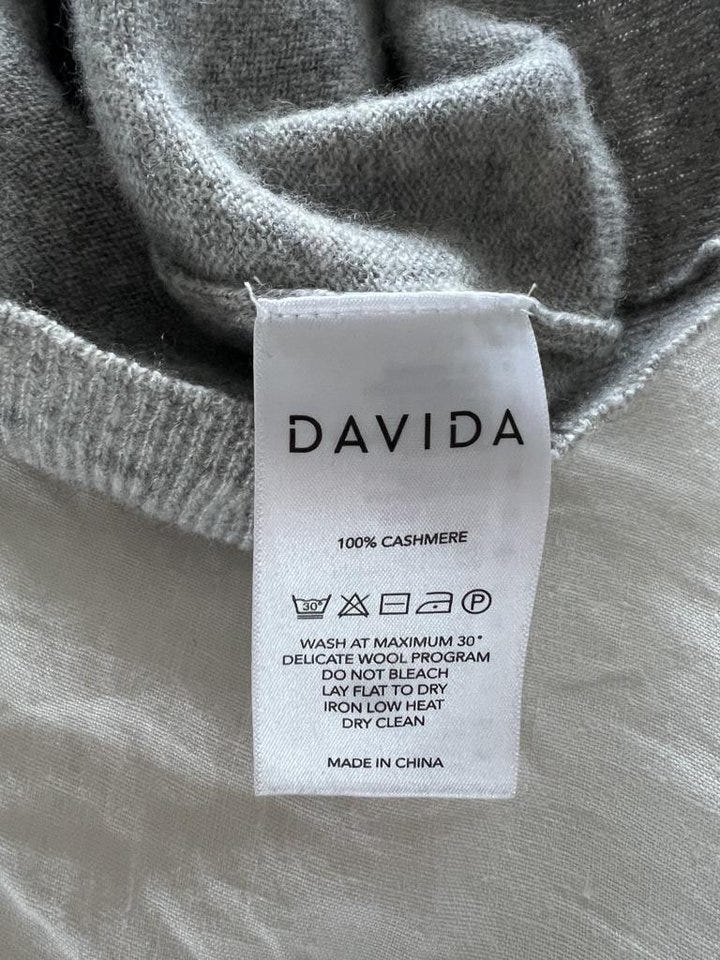 DAVIDA
100% CASHMERE
30° P
WASH AT MAXIMUM 30°
DELICATE WOOL PROGRAM
DO NOT BLEACH
LAY FLAT TO DRY
IRON LOW HEAT
DRY CLEAN
MADE IN CHINA